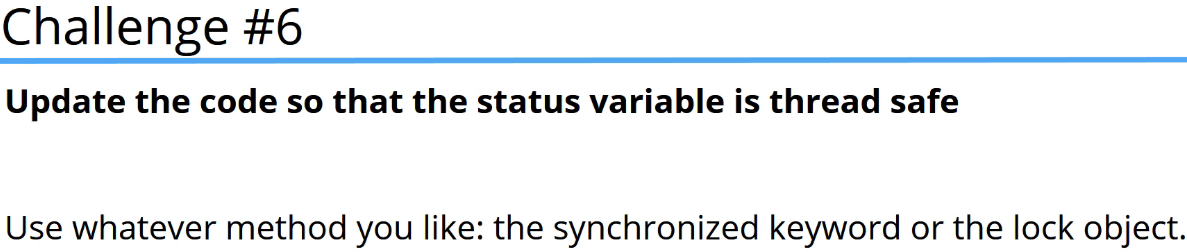 Challenge #6
Update the code so that the status variable is thread safe
Use whatever method you like: the synchronized keyword or the lock object.